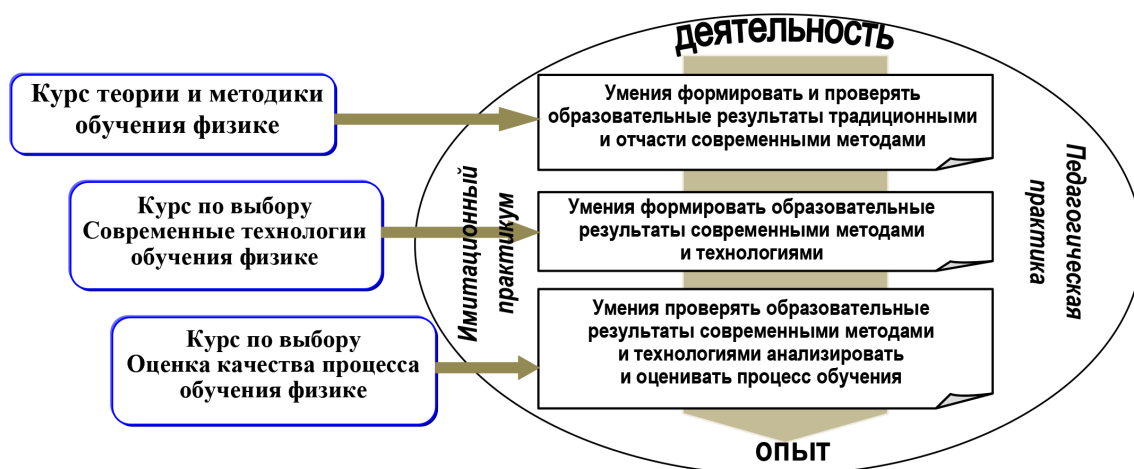 деятельность
Курс теории и методики
обучения физике
Умения формировать и проверять
образовательные результаты традиционными
и отчасти современными методами
Курс по выбору
Современные технологии
обучения физике
Имитационный
практикум
Умения формировать образовательные
результаты современными методами
и технологиями
Педагогическая
практика
Курс по выбору
Оценка качества процесса
обучения физике
Умения проверять образовательные
результаты современными методами
и технологиями анализировать
и оценивать процесс обучения
опыт